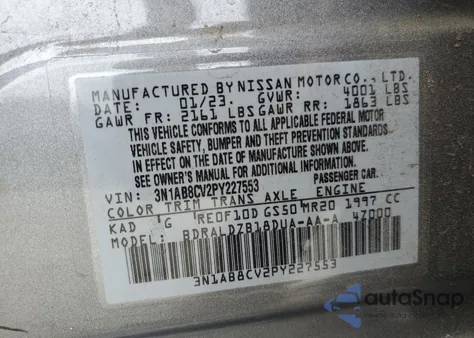 MANUFACTURED BY NISSAN MOTOR CO., LTD.
DATE: 01/23. GVWR: 4001 LBS
GAWR FR: 2161 LBS GAWR RR: 1863 LBS
THIS VEHICLE CONFORMS TO ALL APPLICABLE FEDERAL MOTOR
VEHICLE SAFETY, BUMPER AND THEFT PREVENTION STANDARDS
IN EFFECT ON THE DATE OF MANUFACTURE SHOWN ABOVE.
SEE OWNER'S MANUAL FOR ADDITIONAL INFORMATION.
VIN: 3N1AB8CV2PY227553 PASSENGER CAR.
COLOR TRIM TRANS AXLE ENGINE
KAD G RE0F10D GS50 MR20 1997 CC
MODEL: BDRALDZB18DUA-AA-A 47000
3N1AB8CV2PY227553
autoSnap